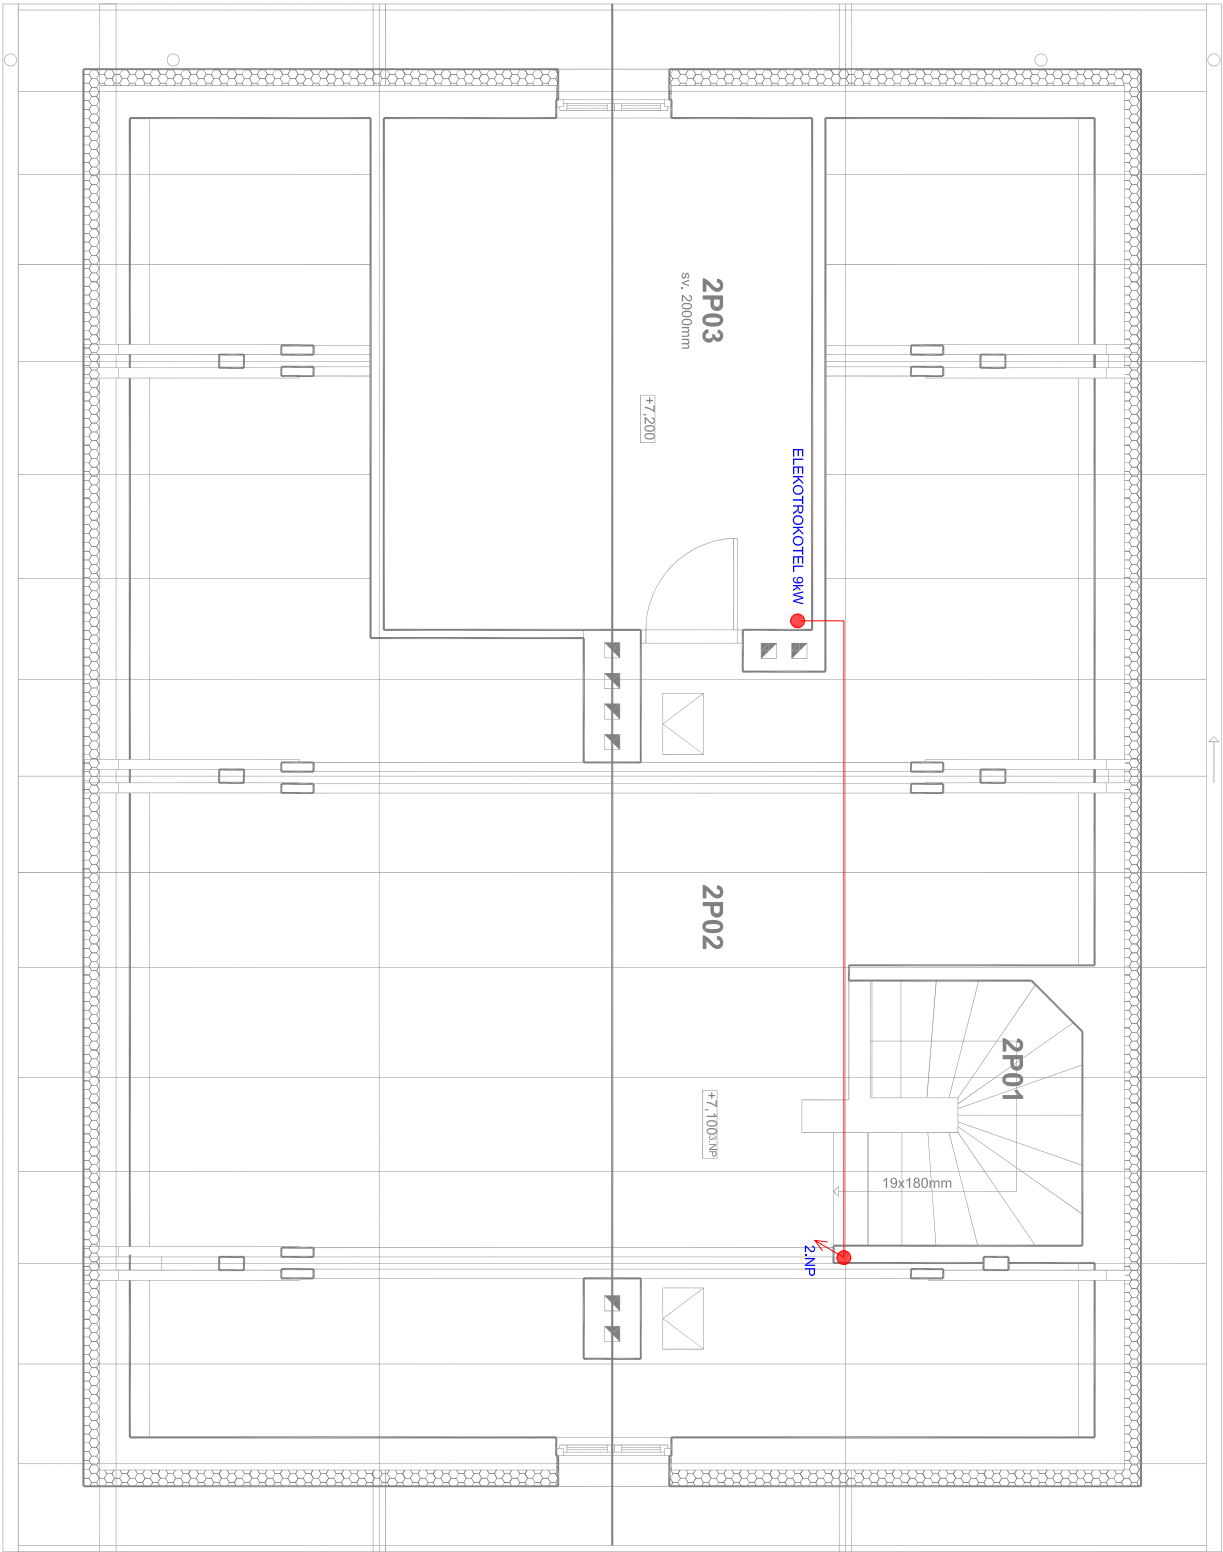 2P03
sv. 2000mm
+7,200
ELEKOTROKOTEL 9kW
2P02
2P01
+7,1003.NP
19x180mm
2.NP